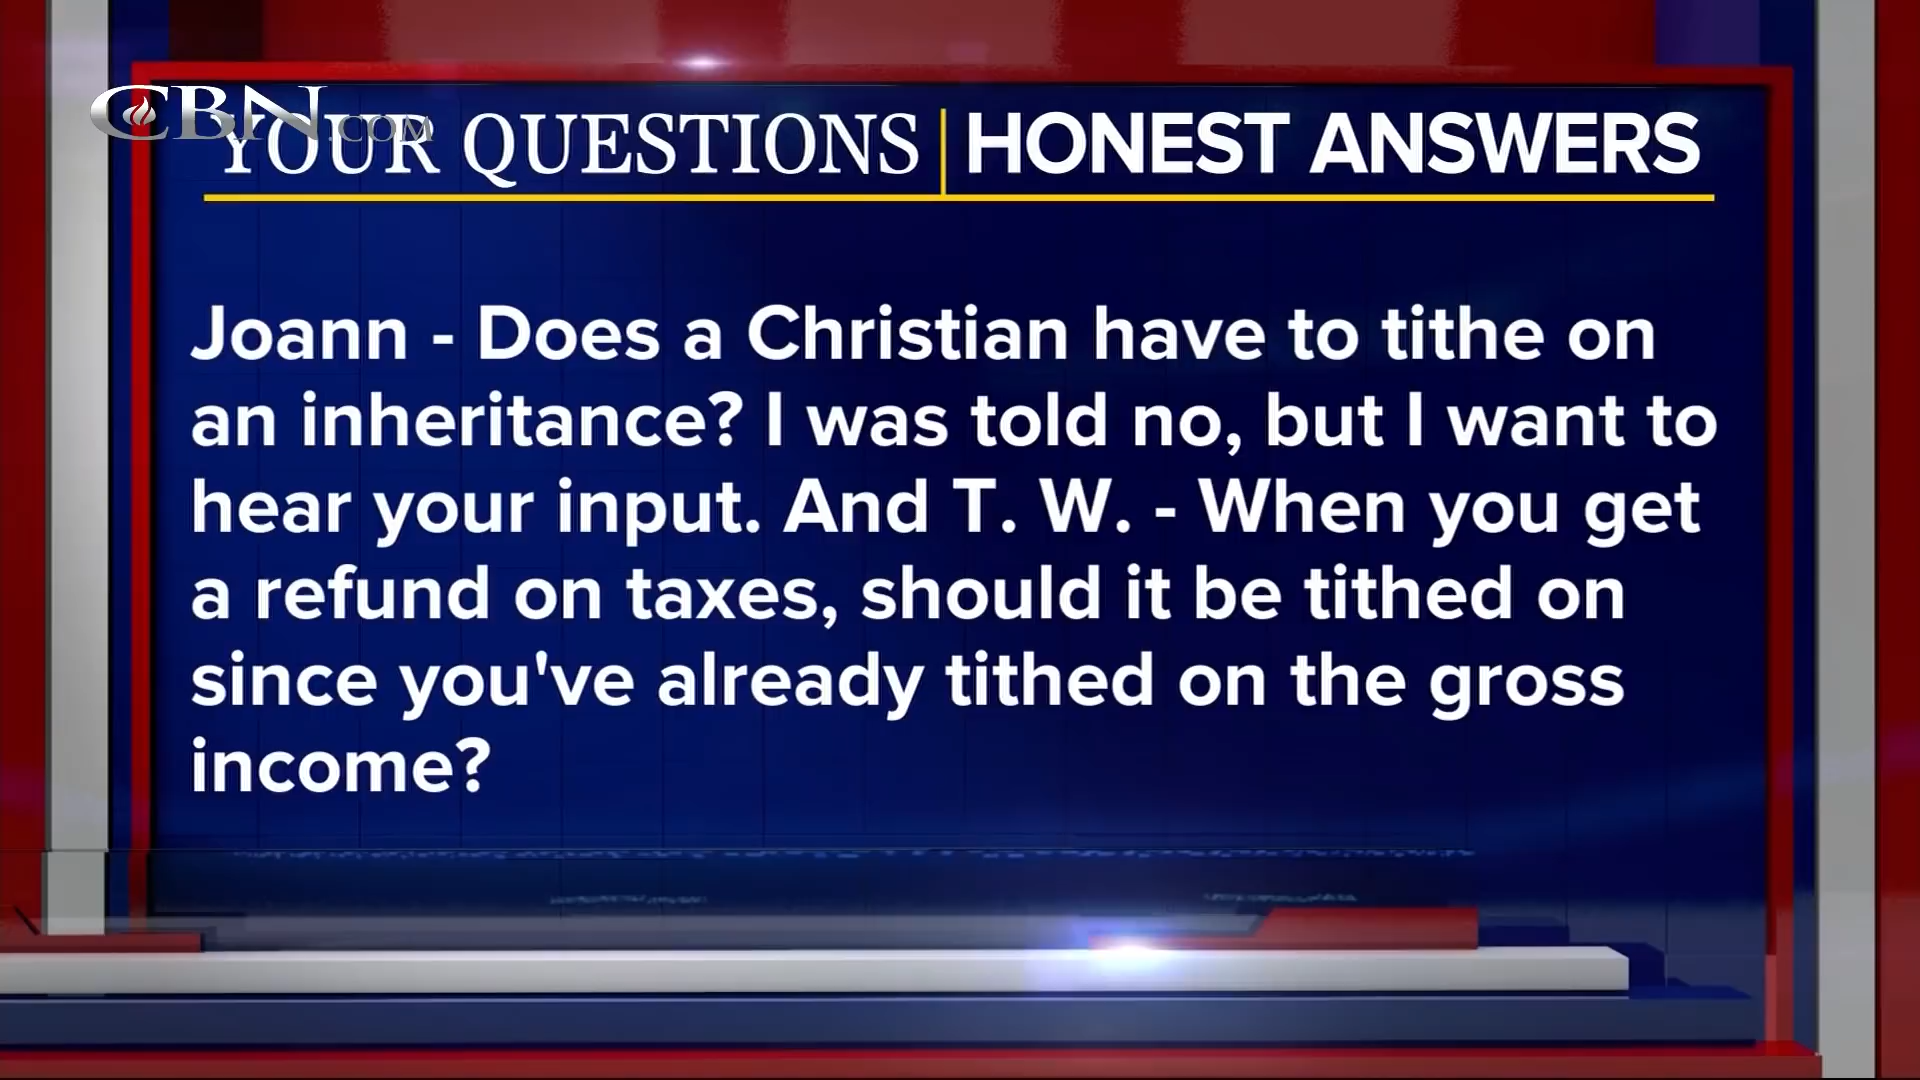 CBN.COM
YOUR QUESTIONS | HONEST ANSWERS
Joann - Does a Christian have to tithe on
an inheritance? I was told no, but I want to
hear your input. And T. W. - When you get
a refund on taxes, should it be tithed on
since you've already tithed on the gross
income?